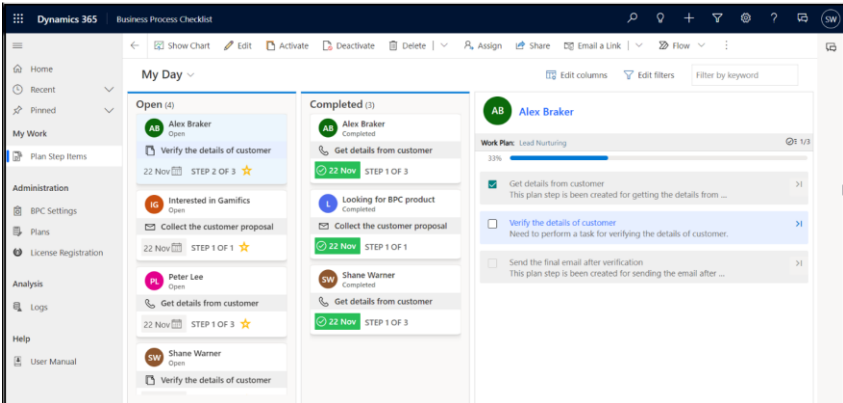 Dynamics 365
Business Process Checklist
?
SW
Show Chart
Edit
Activate
Deactivate
Delete
Assign
Share
Email a Link
Flow
Home
Recent
Pinned
My Work
Plan Step Items
Administration
BPC Settings
Plans
License Registration
Analysis
Logs
Help
User Manual
My Day
Edit columns
Edit filters
Filter by keyword
Open (4)
AB
Alex Braker
Open
Verify the details of customer
22 Nov STEP 2 OF 3
IG
Interested in Gamifics
Open
Collect the customer proposal
22 Nov STEP 1 OF 1
PL
Peter Lee
Open
Get details from customer
22 Nov STEP 1 OF 3
SW
Shane Warner
Open
Verify the details of customer
Completed (3)
AB
Alex Braker
Completed
Get details from customer
22 Nov STEP 1 OF 3
L
Looking for BPC product
Completed
Collect the customer proposal
22 Nov STEP 1 OF 1
SW
Shane Warner
Completed
Get details from customer
22 Nov STEP 1 OF 3
AB
Alex Braker
Work Plan: Lead Nurturing
1/3
33%
Get details from customer
This plan step is been created for getting the details from ...
Verify the details of customer
Need to perform a task for verifying the details of customer.
Send the final email after verification
This plan step is been created for sending the email after ...